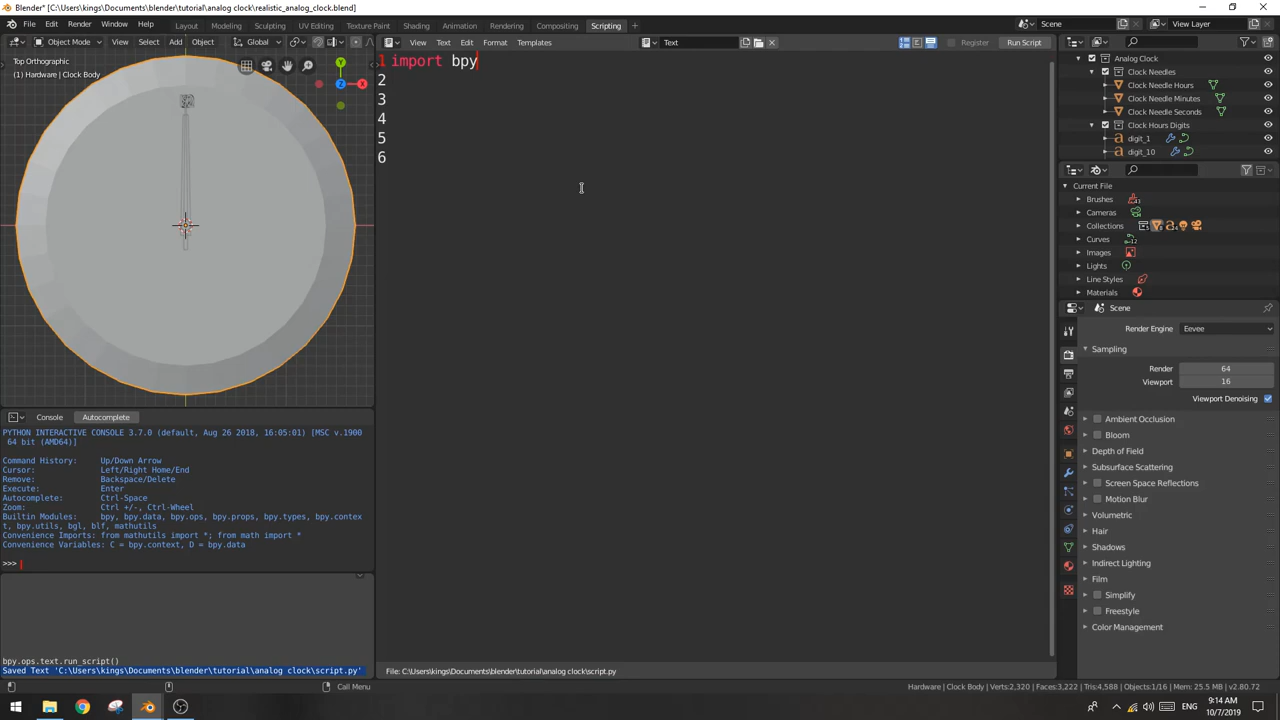 Blender* [C:\Users\kings\Documents\blender\tutorial\analog clock\realistic_analog_clock.blend]
File Edit Render Window Help
Layout Modeling Sculpting UV Editing Texture Paint Shading Animation Rendering Compositing Scripting +
Scene
View Layer
Object Mode View Select Add Object Global
View Text Edit Format Templates
Text
Register Run Script
Top Orthographic
(1) Hardware | Clock Body
Y
X
Z
1 import bpy
2
3
4
5
6
Analog Clock
Clock Needles
Clock Needle Hours
Clock Needle Minutes
Clock Needle Seconds
Clock Hours Digits
digit_1
digit_10
Current File
Brushes
Cameras
Collections
Curves
Images
Lights
Line Styles
Materials
Scene
Render Engine Eevee
Sampling
Render 64
Viewport 16
Viewport Denoising
Ambient Occlusion
Bloom
Depth of Field
Subsurface Scattering
Screen Space Reflections
Motion Blur
Volumetric
Hair
Shadows
Indirect Lighting
Film
Simplify
Freestyle
Color Management
Console Autocomplete
PYTHON INTERACTIVE CONSOLE 3.7.0 (default, Aug 26 2018, 16:05:01) [MSC v.1900
64 bit (AMD64)]
Command History: Up/Down Arrow
Cursor: Left/Right Home/End
Remove: Backspace/Delete
Execute: Enter
Autocomplete: Ctrl-Space
Zoom: Ctrl +/-, Ctrl-Wheel
Builtin Modules: bpy, bpy.data, bpy.ops, bpy.props, bpy.types, bpy.contex
t, bpy.utils, bgl, blf, mathutils
Convenience Imports: from mathutils import *; from math import *
Convenience Variables: C = bpy.context, D = bpy.data
>>>
bpy.ops.text.run_script()
Saved Text 'C:\Users\kings\Documents\blender\tutorial\analog clock\script.py'
File: C:\Users\kings\Documents\blender\tutorial\analog clock\script.py
Call Menu
Hardware | Clock Body | Verts:2,320 | Faces:3,222 | Tris:4,588 | Objects:1/16 | Mem: 25.5 MB | v2.80.72
ENG
9:14 AM
10/7/2019